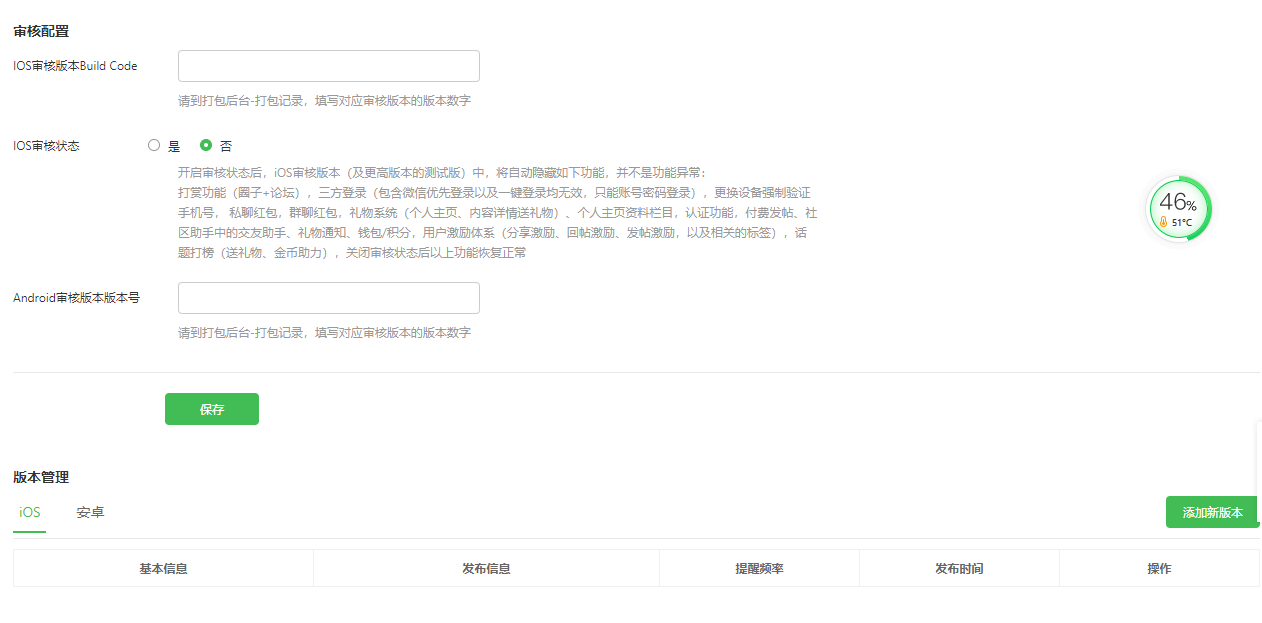 审核配置
IOS审核版本Build Code
请到打包后台-打包记录，填写对应审核版本的版本数字
IOS审核状态 是 否
开启审核状态后，iOS审核版本（及更高版本的测试版）中，将自动隐藏如下功能，并不是功能异常：
打赏功能（圈子+论坛），三方登录（包含微信优先登录以及一键登录均无效，只能账号密码登录），更换设备强制验证
手机号， 私聊红包，群聊红包，礼物系统（个人主页、内容详情送礼物）、个人主页资料栏目，认证功能，付费发帖、社
区助手中的交友助手、礼物通知、钱包/积分，用户激励体系（分享激励、回帖激励、发帖激励，以及相关的标签），话
题打榜（送礼物、金币助力），关闭审核状态后以上功能恢复正常
46%
51°C
Android审核版本版本号
请到打包后台-打包记录，填写对应审核版本的版本数字
保存
版本管理
iOS 安卓 添加新版本
基本信息 发布信息 提醒频率 发布时间 操作